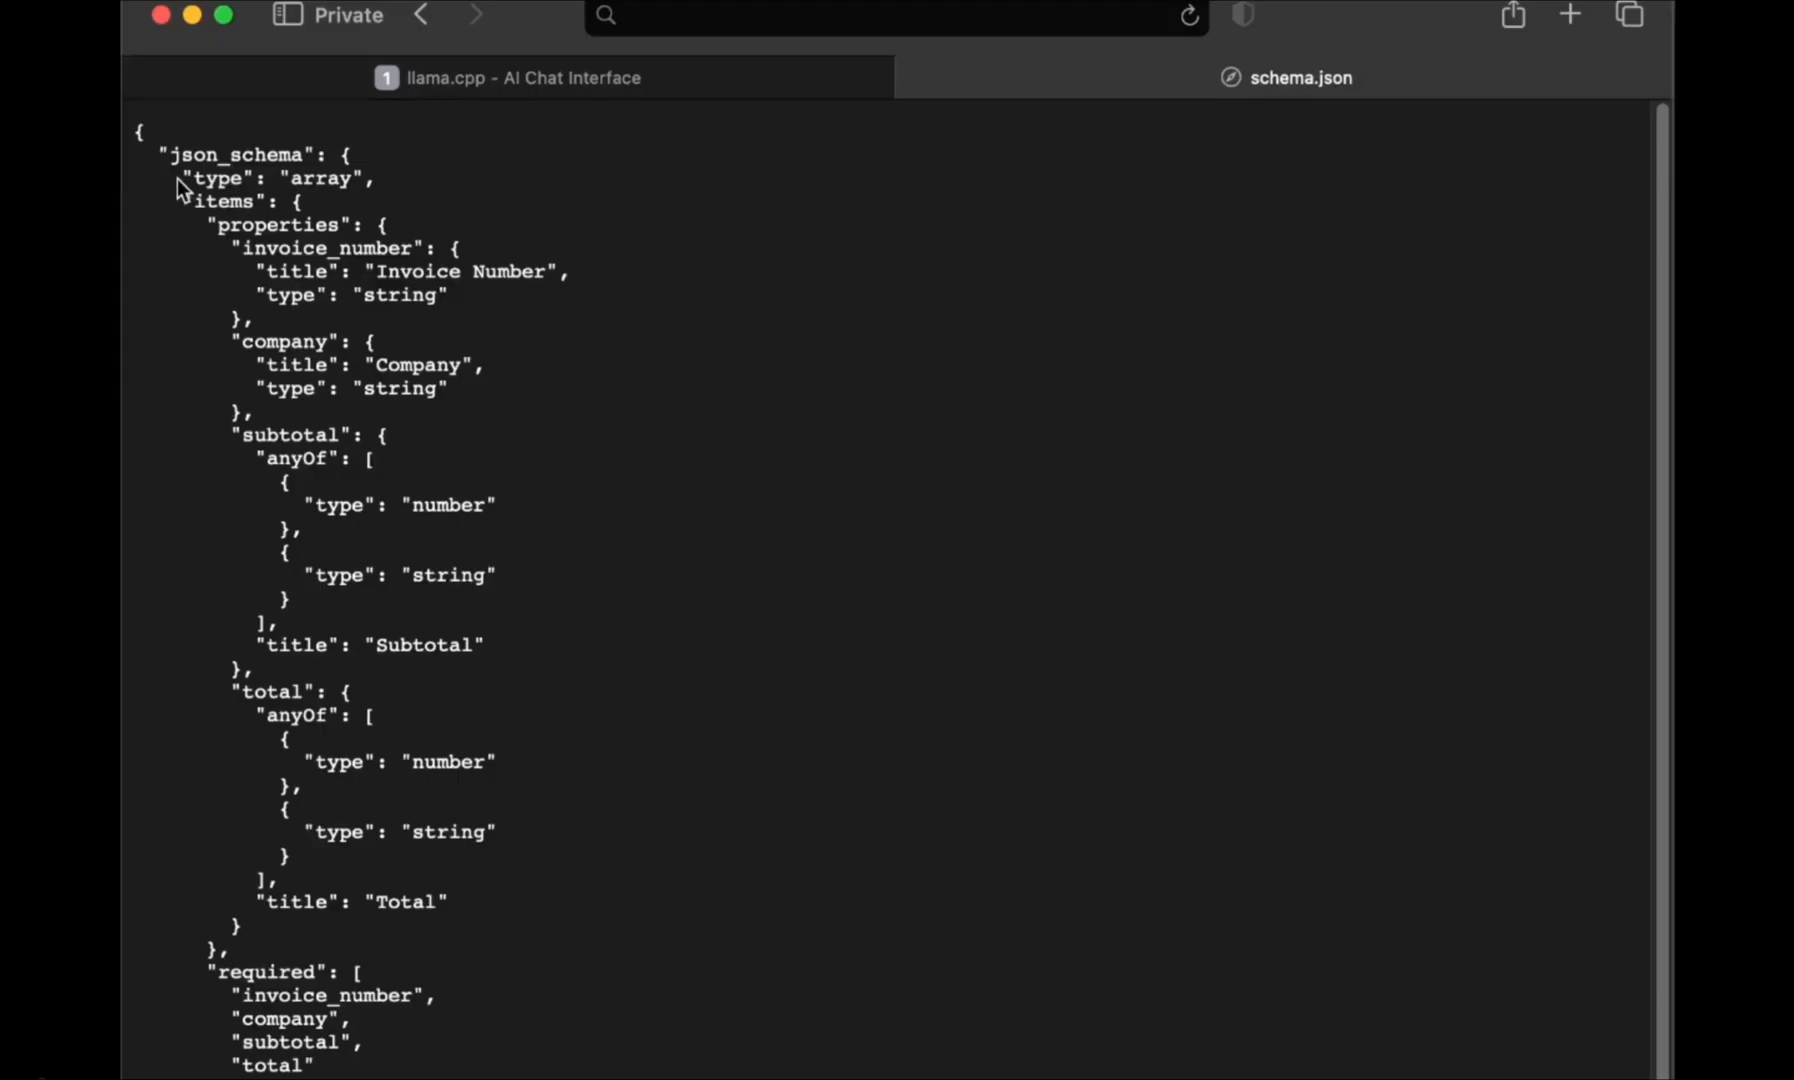 Private
1 llama.cpp - AI Chat Interface
schema.json
{
  "json_schema": {
    "type": "array",
    "items": {
      "properties": {
        "invoice_number": {
          "title": "Invoice Number",
          "type": "string"
        },
        "company": {
          "title": "Company",
          "type": "string"
        },
        "subtotal": {
          "anyOf": [
            {
              "type": "number"
            },
            {
              "type": "string"
            }
          ],
          "title": "Subtotal"
        },
        "total": {
          "anyOf": [
            {
              "type": "number"
            },
            {
              "type": "string"
            }
          ],
          "title": "Total"
        }
      },
      "required": [
        "invoice_number",
        "company",
        "subtotal",
        "total"